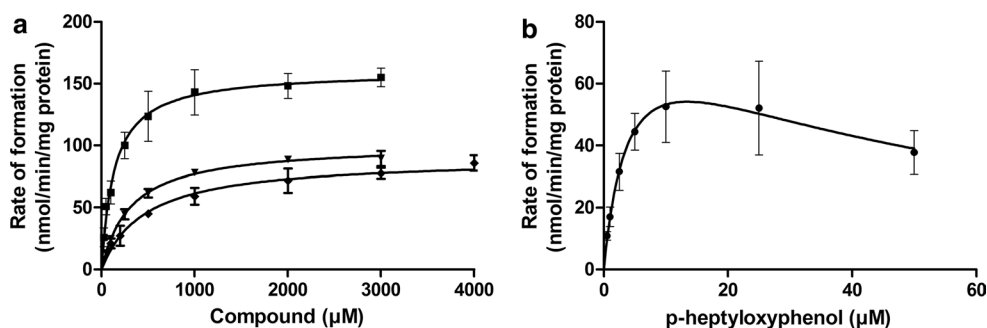 a
200
150
100
50
0
Rate of formation
(nmol/min/mg protein)
0
1000
2000
3000
4000
Compound (µM)
b
80
60
40
20
0
Rate of formation
(nmol/min/mg protein)
0
20
40
60
p-heptyloxyphenol (µM)